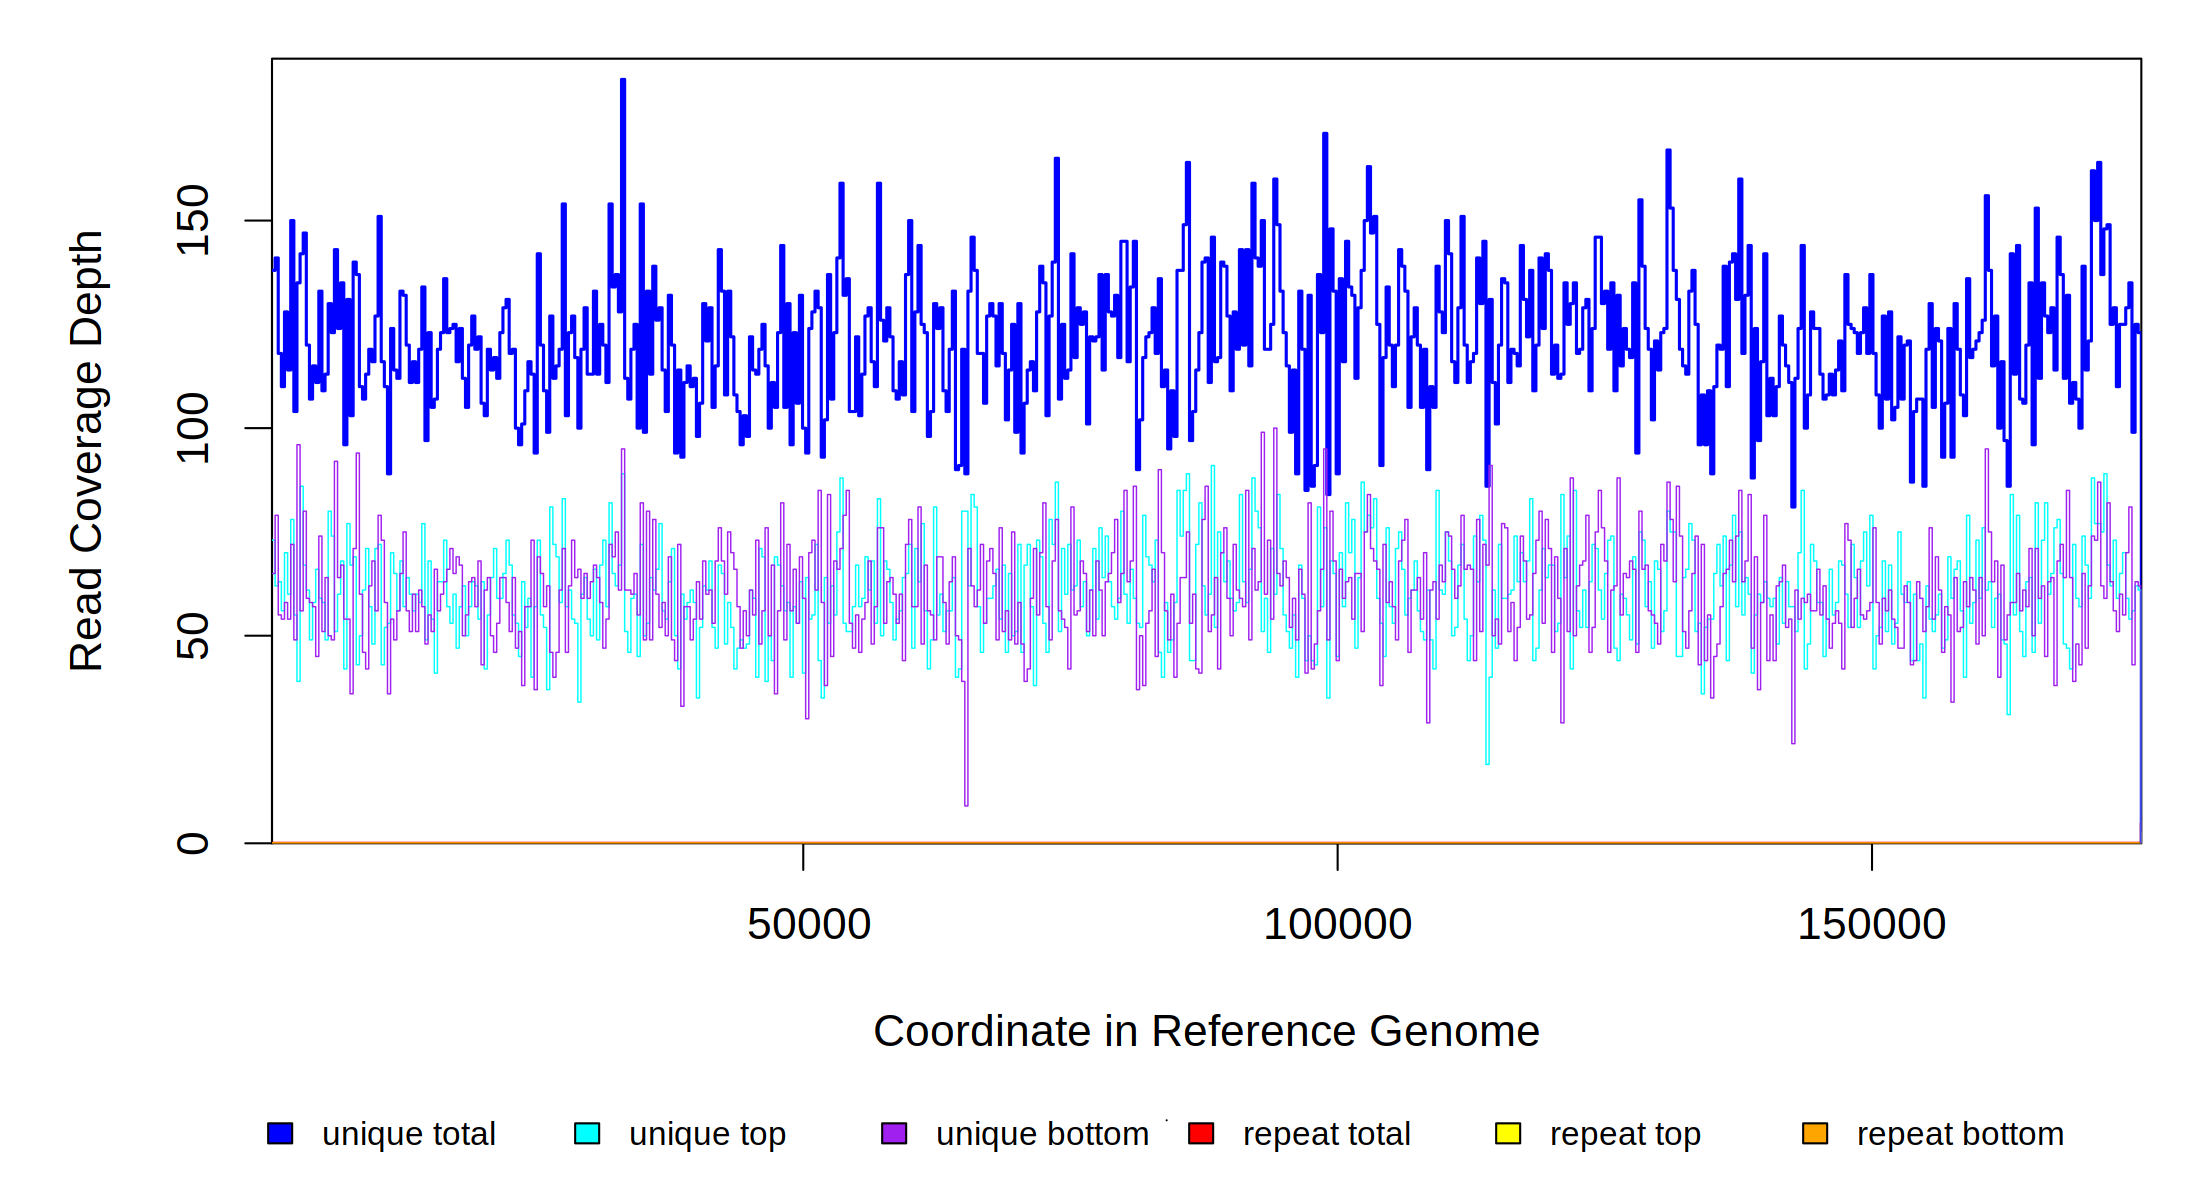 Read Coverage Depth
150
100
50
0
50000 100000 150000
Coordinate in Reference Genome
unique total unique top unique bottom repeat total repeat top repeat bottom